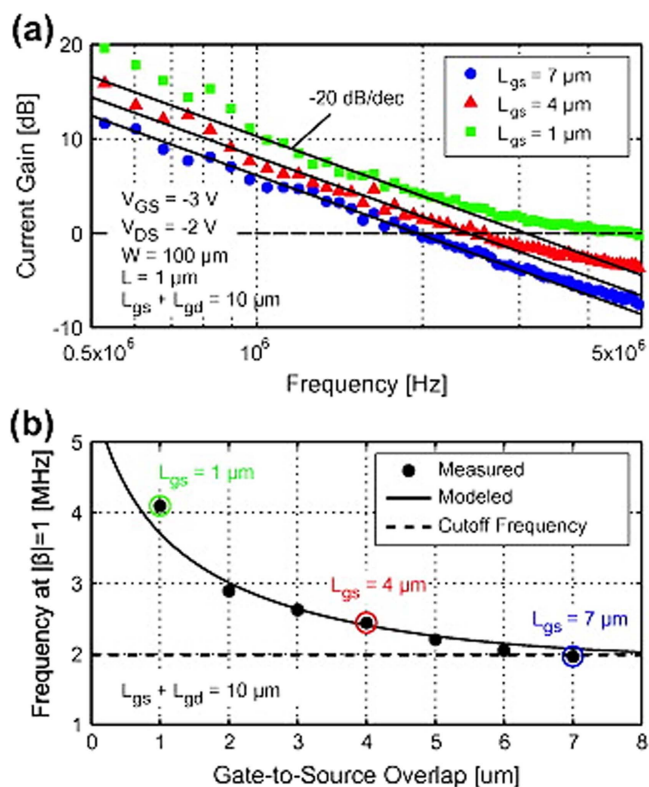 (a)
20
10
0
-10
Current Gain [dB]
L_gs = 7 µm
L_gs = 4 µm
L_gs = 1 µm
-20 dB/dec
V_GS = -3 V
V_DS = -2 V
W = 100 µm
L = 1 µm
L_gs + L_gd = 10 µm
0.5x10^6 10^6 5x10^6
Frequency [Hz]
(b)
5
4
3
2
1
Frequency at |β|=1 [MHz]
L_gs = 1 µm
Measured
Modeled
Cutoff Frequency
L_gs = 4 µm
L_gs = 7 µm
L_gs + L_gd = 10 µm
0 1 2 3 4 5 6 7 8
Gate-to-Source Overlap [um]